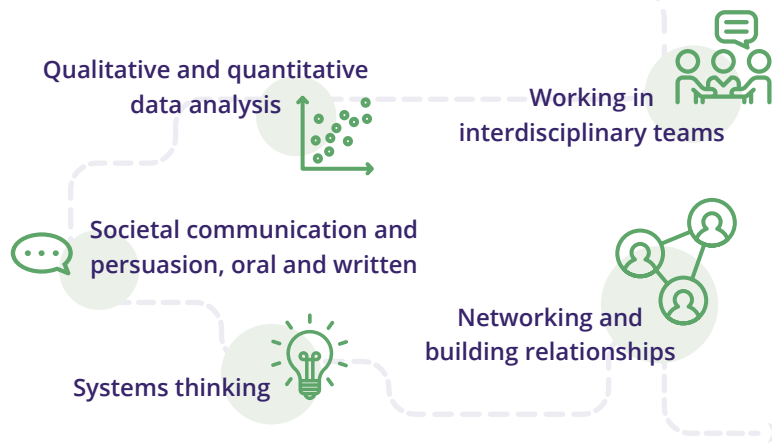 Qualitative and quantitative
data analysis
Working in
interdisciplinary teams
Societal communication and
persuasion, oral and written
Networking and
building relationships
Systems thinking